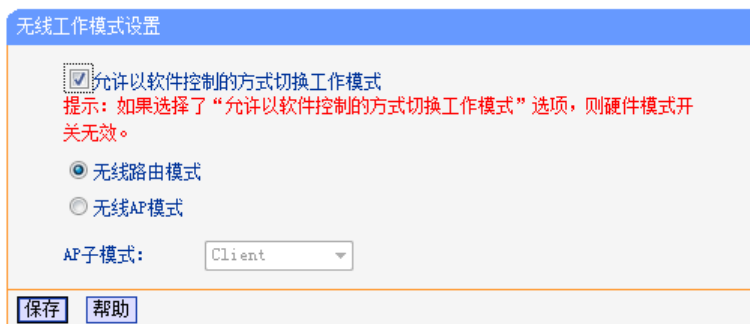 无线工作模式设置
允许以软件控制的方式切换工作模式
提示：如果选择了“允许以软件控制的方式切换工作模式”选项，则硬件模式开
关无效。
无线路由模式
无线AP模式
AP子模式： Client
保存 帮助